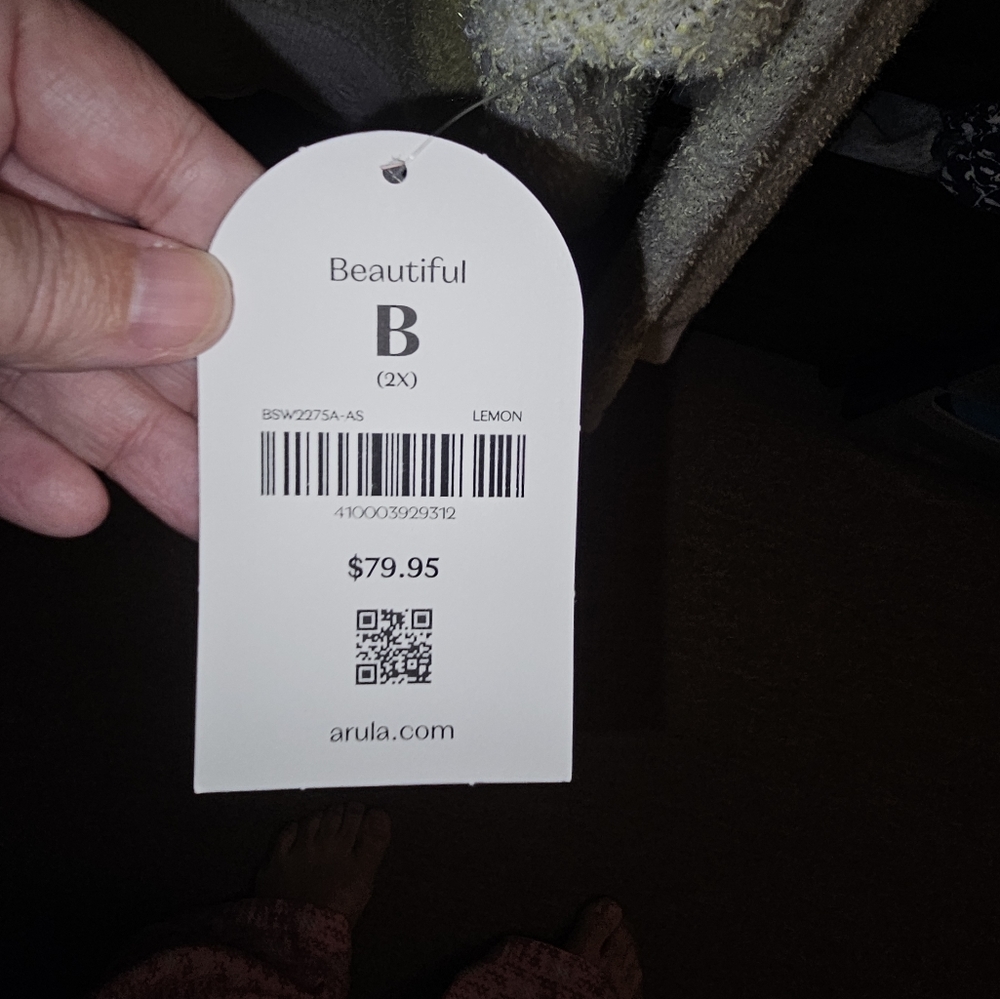 Beautiful
B
(2X)
BSW2275A-AS LEMON
410003929312
$79.95
arula.com